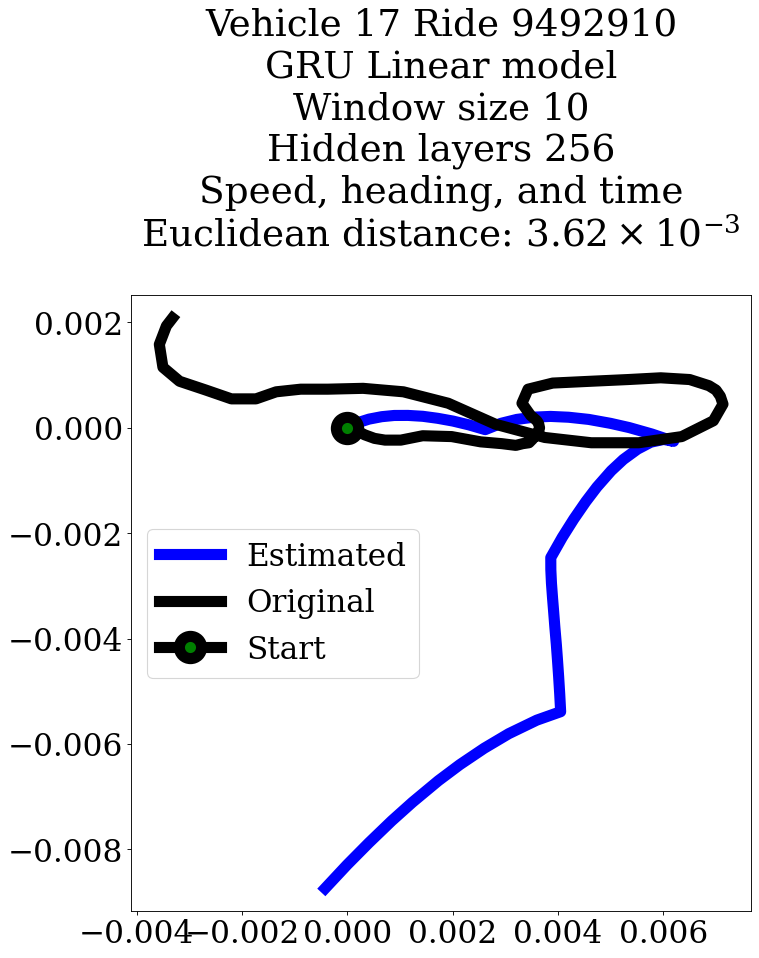 Vehicle 17 Ride 9492910
GRU Linear model
Window size 10
Hidden layers 256
Speed, heading, and time
Euclidean distance: 3.62 × 10⁻³
0.002
0.000
−0.002
−0.004
−0.006
−0.008
Estimated
Original
Start
−0.004 −0.002 0.000 0.002 0.004 0.006